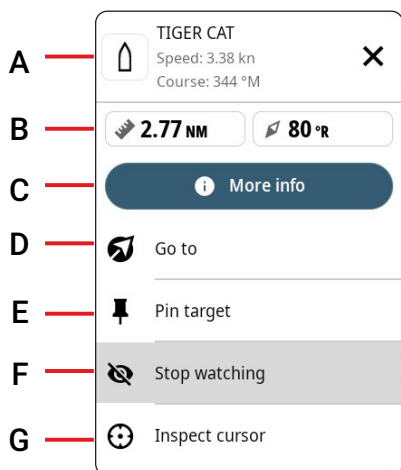 A
TIGER CAT
Speed: 3.38 kn
Course: 344 °M
B
2.77 NM
80 °R
C
More info
D
Go to
E
Pin target
F
Stop watching
G
Inspect cursor